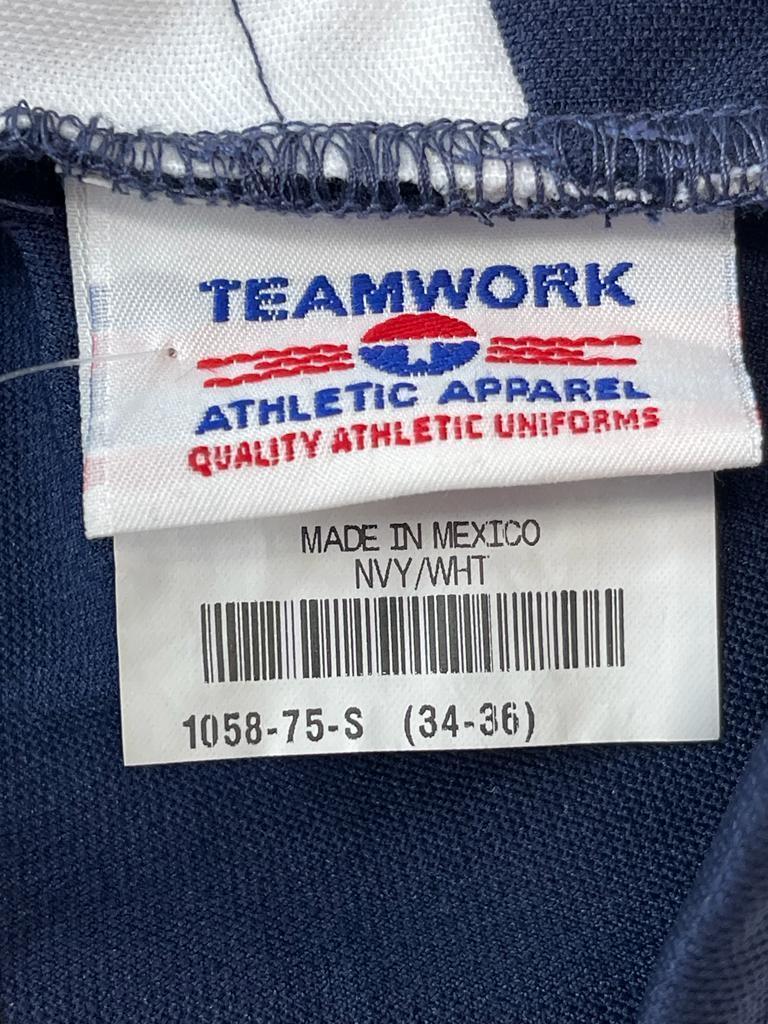 TEAMWORK
ATHLETIC APPAREL
QUALITY ATHLETIC UNIFORMS
MADE IN MEXICO
NVY/WHT
1058-75-S (34-36)